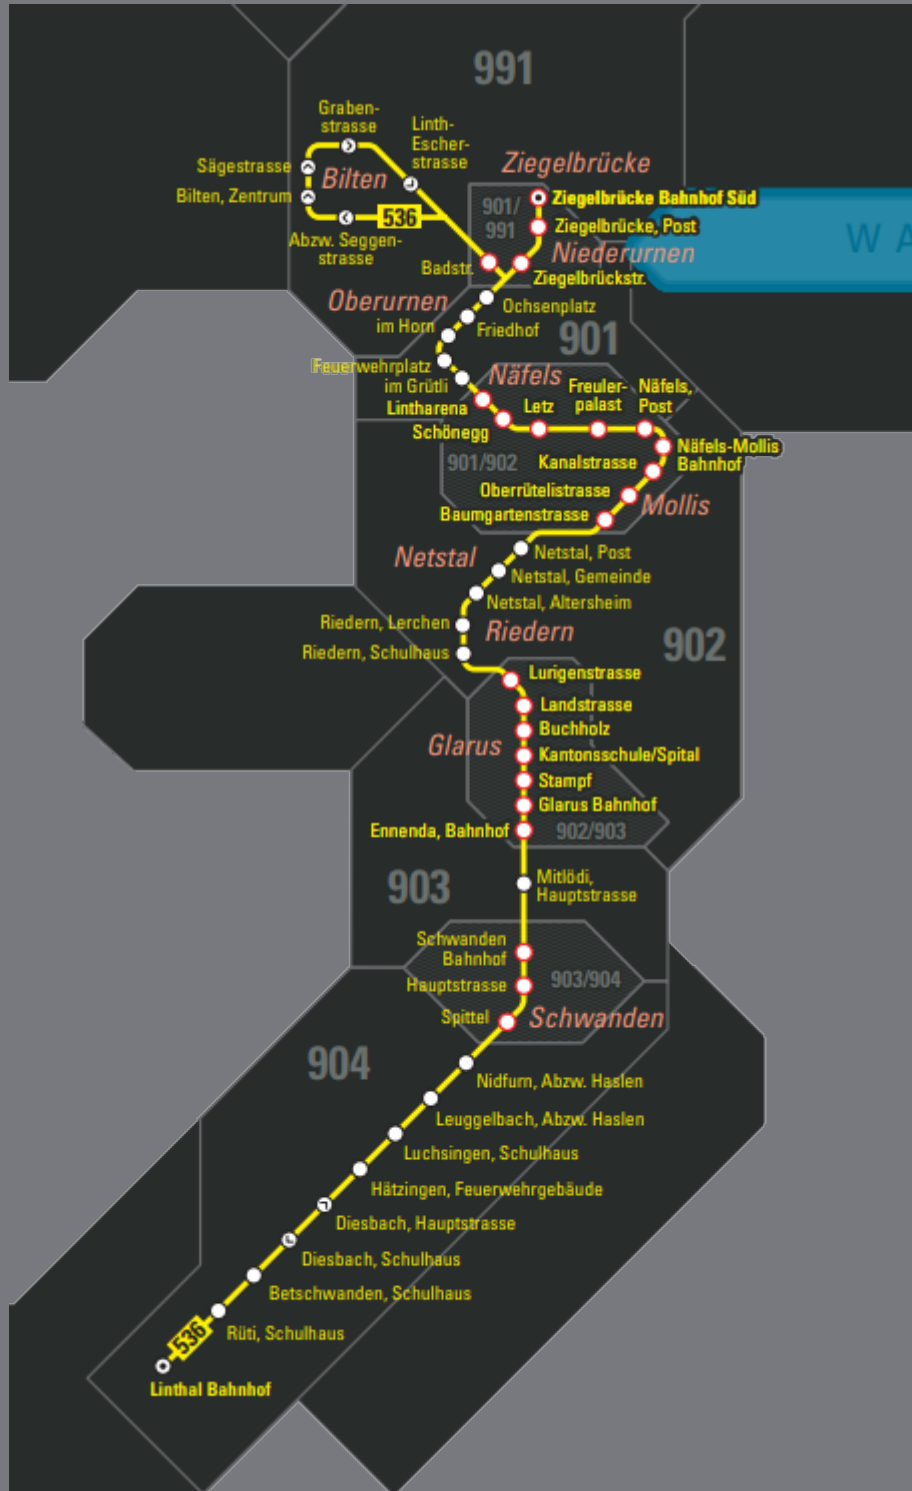 991
Graben-
strasse
Linth-
Escher-
strasse
Sägestrasse
Bilten
Ziegelbrücke
Bilten, Zentrum
536
901/
991
Ziegelbrücke Bahnhof Süd
Ziegelbrücke, Post
W A
Abzw. Seggen-
strasse
Badstr.
Niederurnen
Ziegelbrückstr.
Oberurnen
Ochsenplatz
im Horn
Friedhof
901
Feuerwehrplatz
im Grütli
Näfels
Lintharena
Schönegg
Letz
Freuler-
palast
Näfels,
Post
901/902
Näfels-Mollis
Bahnhof
Kanalstrasse
Oberrütelistrasse
Mollis
Baumgartenstrasse
Netstal
Netstal, Post
Netstal, Gemeinde
Netstal, Altersheim
Riedern, Lerchen
Riedern
902
Riedern, Schulhaus
Lurigenstrasse
Landstrasse
Buchholz
Glarus
Kantonsschule/Spital
Stampf
Glarus Bahnhof
Ennenda, Bahnhof
902/903
903
Mitlödi,
Hauptstrasse
Schwanden
Bahnhof
Hauptstrasse
903/904
Spittel
Schwanden
904
Nidfurn, Abzw. Haslen
Leuggelbach, Abzw. Haslen
Luchsingen, Schulhaus
Hätzingen, Feuerwehrgebäude
Diesbach, Hauptstrasse
Diesbach, Schulhaus
Betschwanden, Schulhaus
536
Rüti, Schulhaus
Linthal Bahnhof